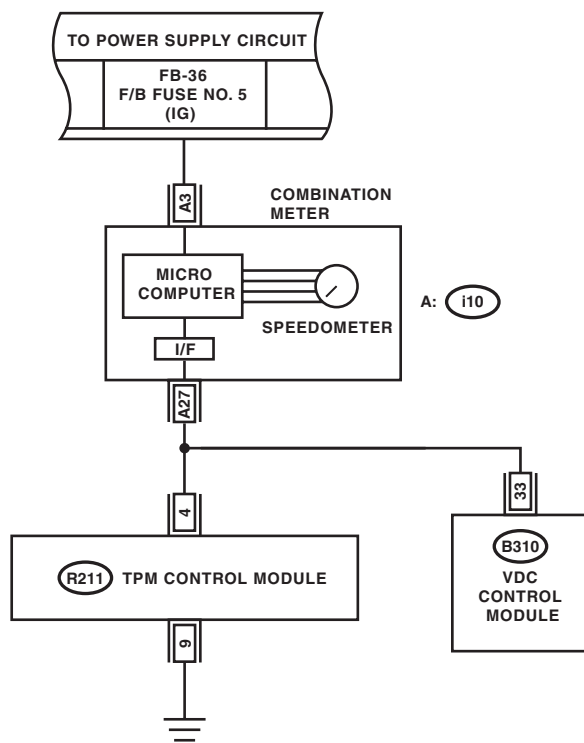 TO POWER SUPPLY CIRCUIT
FB-36
F/B FUSE NO. 5
(IG)
A3
COMBINATION
METER
MICRO
COMPUTER
SPEEDOMETER
A: i10
I/F
A27
4
33
R211 TPM CONTROL MODULE
B310
VDC
CONTROL
MODULE
9